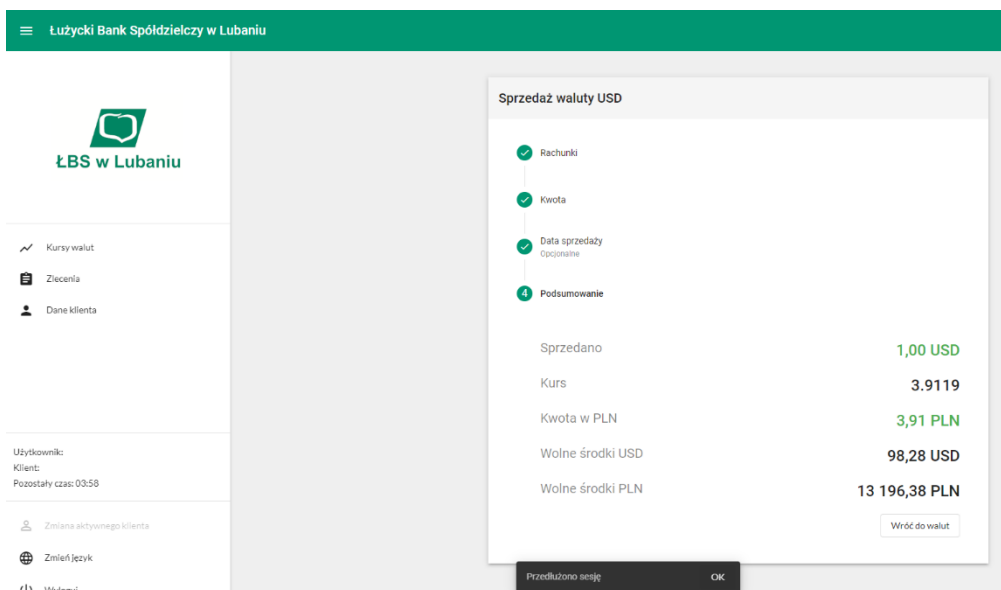 Łużycki Bank Spółdzielczy w Lubaniu
ŁBS w Lubaniu
Kursy walut
Zlecenia
Dane klienta
Użytkownik:
Klient:
Pozostały czas: 03:58
Zmiana aktywnego klienta
Zmień język
Wyloguj
Sprzedaż waluty USD
Rachunki
Kwota
Data sprzedaży
Opcjonalne
4 Podsumowanie
Sprzedano 1,00 USD
Kurs 3.9119
Kwota w PLN 3,91 PLN
Wolne środki USD 98,28 USD
Wolne środki PLN 13 196,38 PLN
Wróć do walut
Przedłużono sesję OK